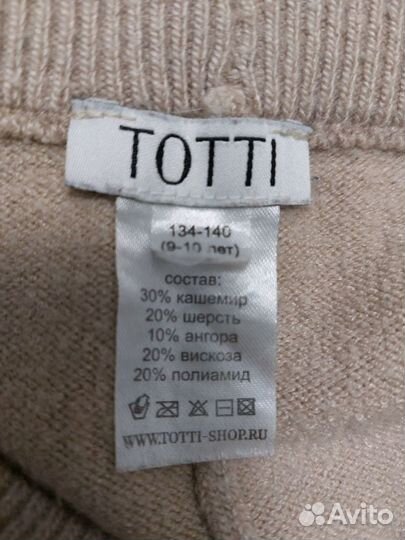 TOTTI
134-140
(9-10 лет)
состав:
30% кашемир
20% шерсть
10% ангора
20% вискоза
20% полиамид
WWW.TOTTI-SHOP.RU
Avito